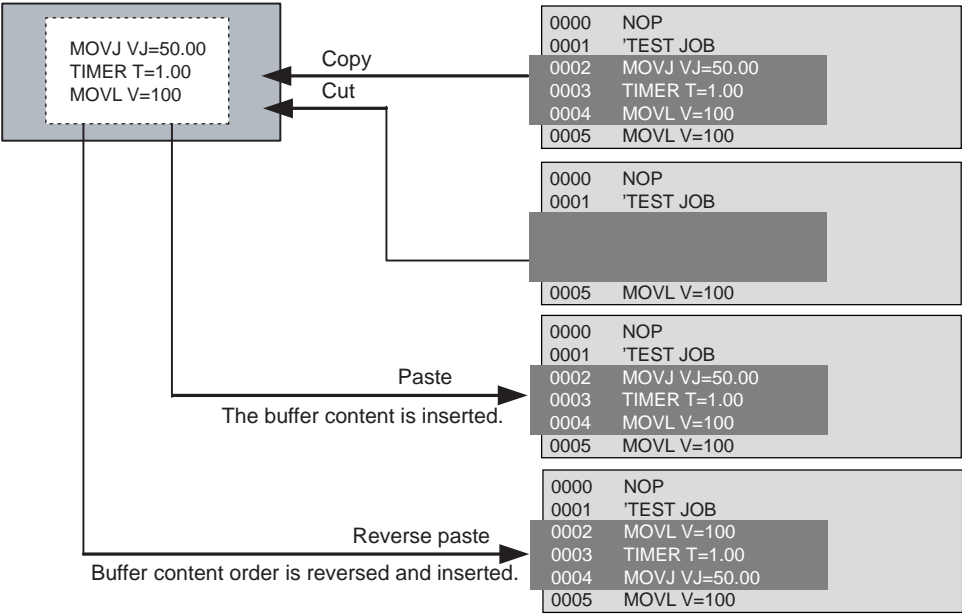 MOVJ VJ=50.00
TIMER T=1.00
MOVL V=100
Copy
Cut
0000 NOP
0001 ’TEST JOB
0002 MOVJ VJ=50.00
0003 TIMER T=1.00
0004 MOVL V=100
0005 MOVL V=100
0000 NOP
0001 ’TEST JOB
0005 MOVL V=100
Paste
The buffer content is inserted.
0000 NOP
0001 ’TEST JOB
0002 MOVJ VJ=50.00
0003 TIMER T=1.00
0004 MOVL V=100
0005 MOVL V=100
Reverse paste
Buffer content order is reversed and inserted.
0000 NOP
0001 ’TEST JOB
0002 MOVL V=100
0003 TIMER T=1.00
0004 MOVJ VJ=50.00
0005 MOVL V=100